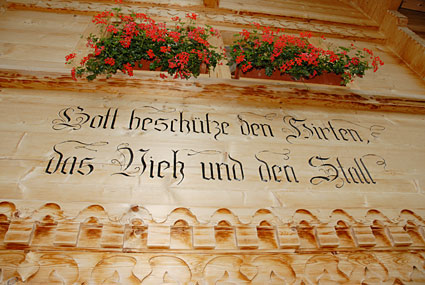 Gott beschütze den Hirten,
das Vieh und den Stall